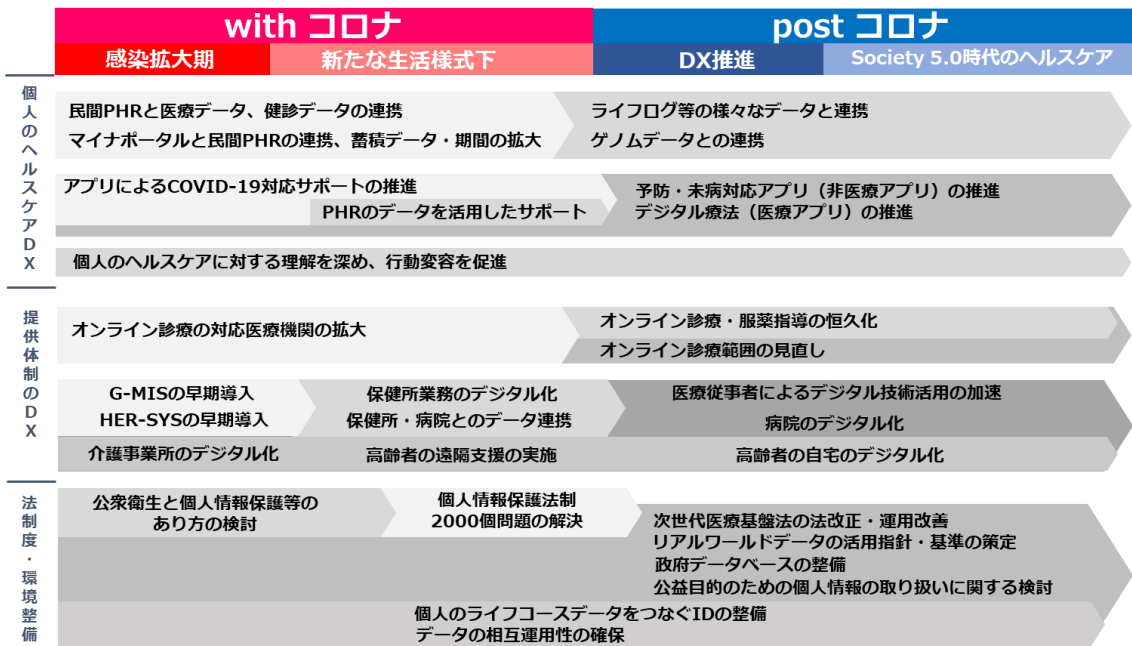 with コロナ
post コロナ
感染拡大期
新たな生活様式下
DX推進
Society 5.0時代のヘルスケア
個人のヘルスケアDX
民間PHRと医療データ、健診データの連携
マイナポータルと民間PHRの連携、蓄積データ・期間の拡大
ライフログ等の様々なデータと連携
ゲノムデータとの連携
アプリによるCOVID-19対応サポートの推進
PHRのデータを活用したサポート
予防・未病対応アプリ（非医療アプリ）の推進
デジタル療法（医療アプリ）の推進
個人のヘルスケアに対する理解を深め、行動変容を促進
提供体制のDX
オンライン診療の対応医療機関の拡大
オンライン診療・服薬指導の恒久化
オンライン診療範囲の見直し
G-MISの早期導入
HER-SYSの早期導入
保健所業務のデジタル化
保健所・病院とのデータ連携
医療従事者によるデジタル技術活用の加速
病院のデジタル化
介護事業所のデジタル化
高齢者の遠隔支援の実施
高齢者の自宅のデジタル化
法制度・環境整備
公衆衛生と個人情報保護等の
あり方の検討
個人情報保護法制
2000個問題の解決
次世代医療基盤法の法改正・運用改善
リアルワールドデータの活用指針・基準の策定
政府データベースの整備
公益目的のための個人情報の取り扱いに関する検討
個人のライフコースデータをつなぐIDの整備
データの相互運用性の確保